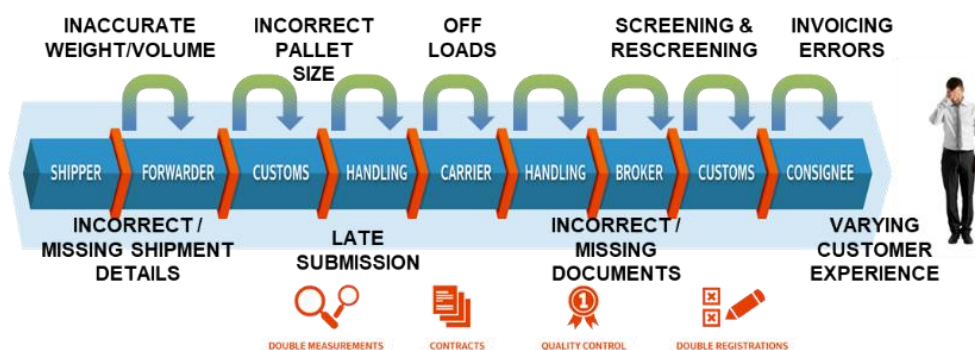 INACCURATE
WEIGHT/VOLUME
INCORRECT
PALLET
SIZE
OFF
LOADS
SCREENING &
RESCREENING
INVOICING
ERRORS
SHIPPER
FORWARDER
CUSTOMS
HANDLING
CARRIER
HANDLING
BROKER
CUSTOMS
CONSIGNEE
INCORRECT /
MISSING SHIPMENT
DETAILS
LATE
SUBMISSION
INCORRECT /
MISSING
DOCUMENTS
VARYING
CUSTOMER
EXPERIENCE
1
DOUBLE MEASUREMENTS
CONTRACTS
QUALITY CONTROL
DOUBLE REGISTRATIONS